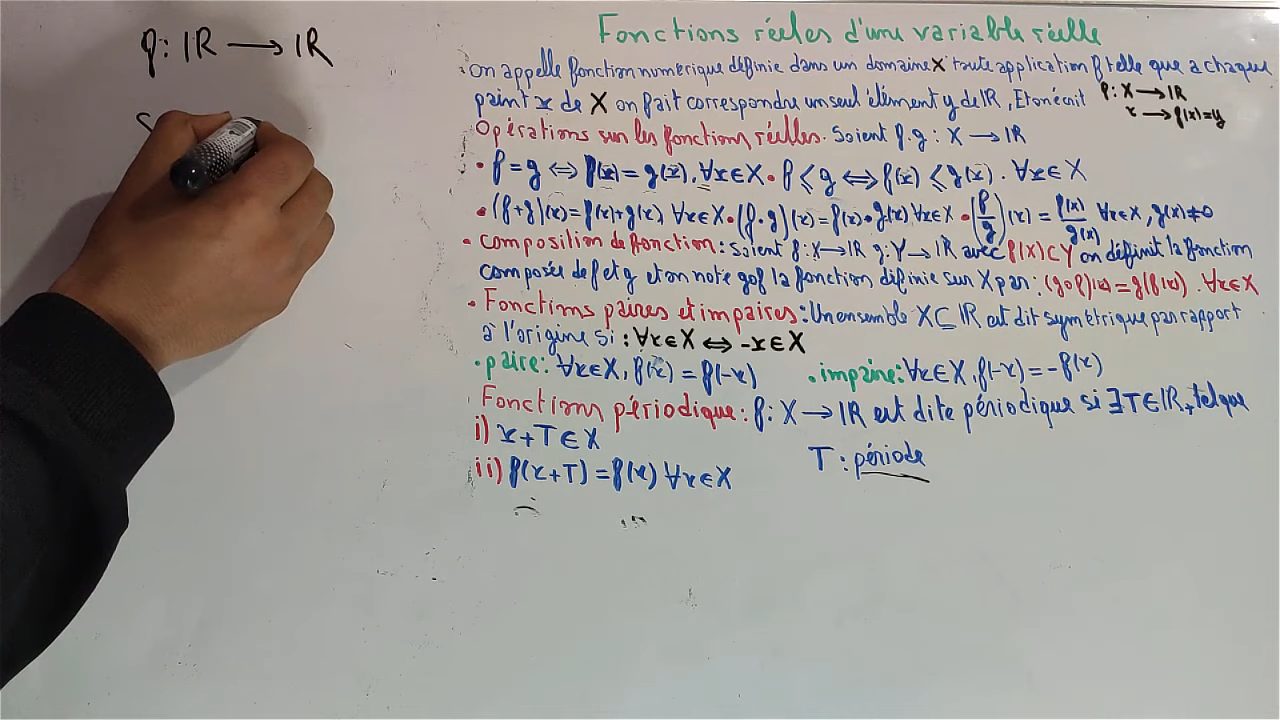 f: IR → IR
Fonctions réeles d'une variable réelle
on appelle fonction numérique définie dans un domaine X toute application f telle que a chaque
point x de X on fait correspondre un seul élément y de IR, Et on écrit f: X → IR
x → f(x)=y
Opérations sur les fonctions réelles. Soient f.g : X → IR
• f = g ⇔ f(x) = g(x). ∀x∈X • f ≤ g ⇔ f(x) ≤ g(x). ∀x∈X
• (f+g)(x)=f(x)+g(x), ∀x∈X • (f•g)(x)=f(x)•g(x) ∀x∈X • (f/g)(x) = f(x)/g(x) ∀x∈X, g(x)≠0
• composition de fonction : soient f: X → IR g: Y → IR avec f(X)⊂Y on définit la fonction
composée de f et g et on note gof la fonction définie sur X par : (gof)(x)=g(f(x)). ∀x∈X
• Fonctions paires et impaires : Un ensemble X⊆IR est dit symétrique par rapport
à l'origine si : ∀x∈X ⇔ -x∈X
• paire : ∀x∈X, f(x) = f(-x) • impaire : ∀x∈X, f(-x) = -f(x)
Fonctions périodique : f: X → IR est dite périodique si ∃T∈IR+ tel que
i) x+T∈X
T : période
ii) f(x+T) = f(x) ∀x∈X